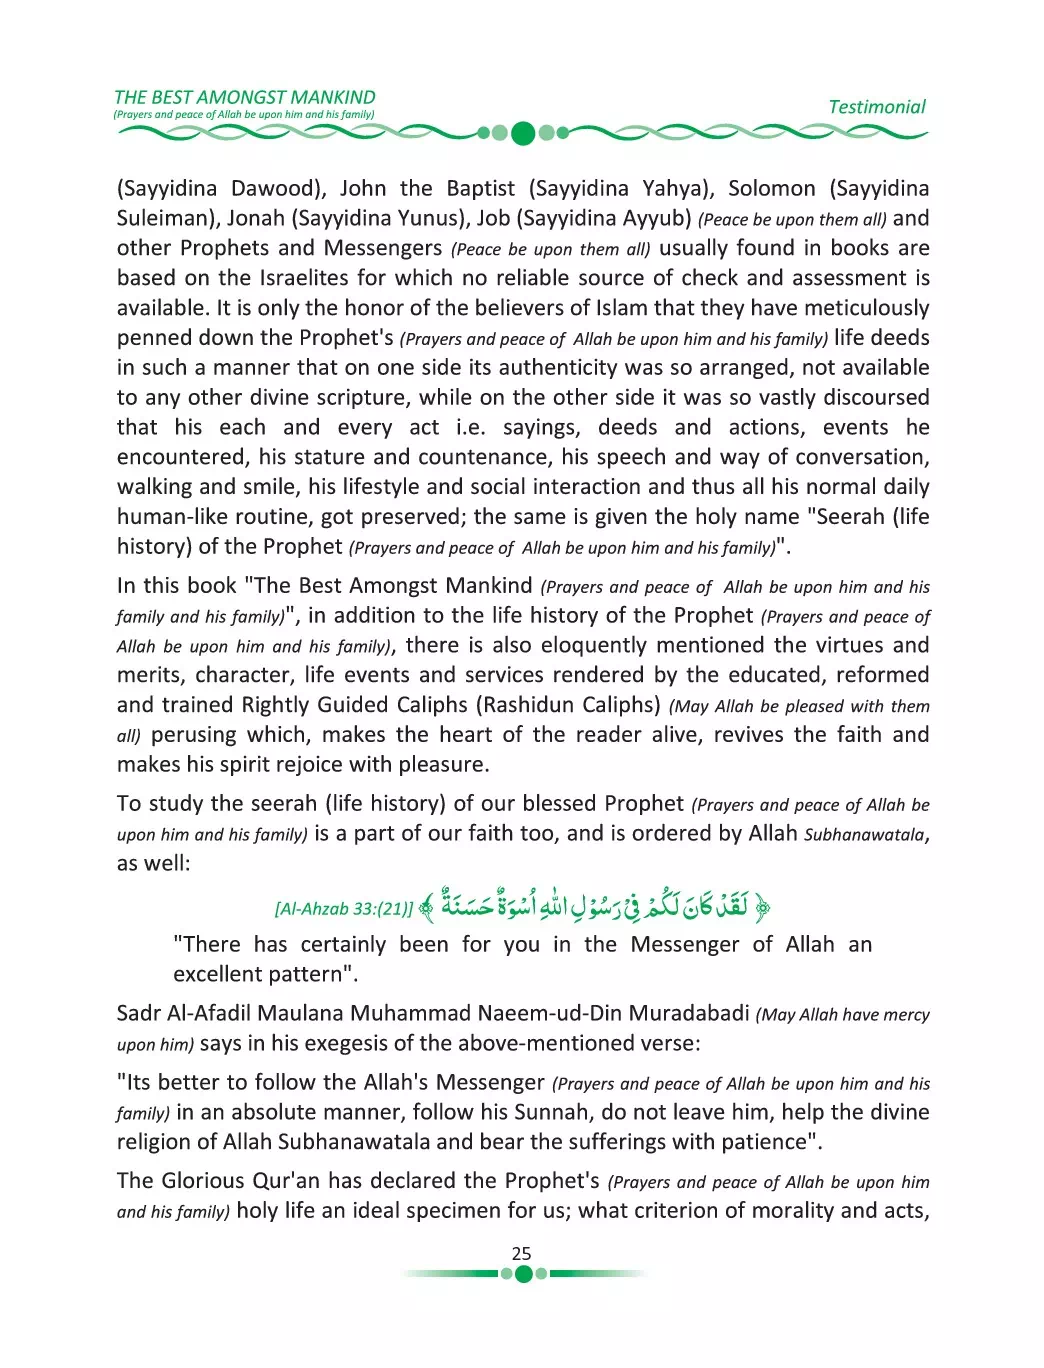 THE BEST AMONGST MANKIND
(Prayers and peace of Allah be upon him and his family)
Testimonial
(Sayyidina Dawood), John the Baptist (Sayyidina Yahya), Solomon (Sayyidina
Suleiman), Jonah (Sayyidina Yunus), Job (Sayyidina Ayyub) (Peace be upon them all) and
other Prophets and Messengers (Peace be upon them all) usually found in books are
based on the Israelites for which no reliable source of check and assessment is
available. It is only the honor of the believers of Islam that they have meticulously
penned down the Prophet's (Prayers and peace of Allah be upon him and his family) life deeds
in such a manner that on one side its authenticity was so arranged, not available
to any other divine scripture, while on the other side it was so vastly discoursed
that his each and every act i.e. sayings, deeds and actions, events he
encountered, his stature and countenance, his speech and way of conversation,
walking and smile, his lifestyle and social interaction and thus all his normal daily
human-like routine, got preserved; the same is given the holy name "Seerah (life
history) of the Prophet (Prayers and peace of Allah be upon him and his family)".
In this book "The Best Amongst Mankind (Prayers and peace of Allah be upon him and his
family and his family)", in addition to the life history of the Prophet (Prayers and peace of
Allah be upon him and his family), there is also eloquently mentioned the virtues and
merits, character, life events and services rendered by the educated, reformed
and trained Rightly Guided Caliphs (Rashidun Caliphs) (May Allah be pleased with them
all) perusing which, makes the heart of the reader alive, revives the faith and
makes his spirit rejoice with pleasure.
To study the seerah (life history) of our blessed Prophet (Prayers and peace of Allah be
upon him and his family) is a part of our faith too, and is ordered by Allah Subhanawatala,
as well:
﴿ لَقَدْ كَانَ لَكُمْ فِیْ رَسُوْلِ اللّٰهِ اُسْوَةٌ حَسَنَةٌ ﴾ [Al-Ahzab 33:(21)]
"There has certainly been for you in the Messenger of Allah an
excellent pattern".
Sadr Al-Afadil Maulana Muhammad Naeem-ud-Din Muradabadi (May Allah have mercy
upon him) says in his exegesis of the above-mentioned verse:
"Its better to follow the Allah's Messenger (Prayers and peace of Allah be upon him and his
family) in an absolute manner, follow his Sunnah, do not leave him, help the divine
religion of Allah Subhanawatala and bear the sufferings with patience".
The Glorious Qur'an has declared the Prophet's (Prayers and peace of Allah be upon him
and his family) holy life an ideal specimen for us; what criterion of morality and acts,
25